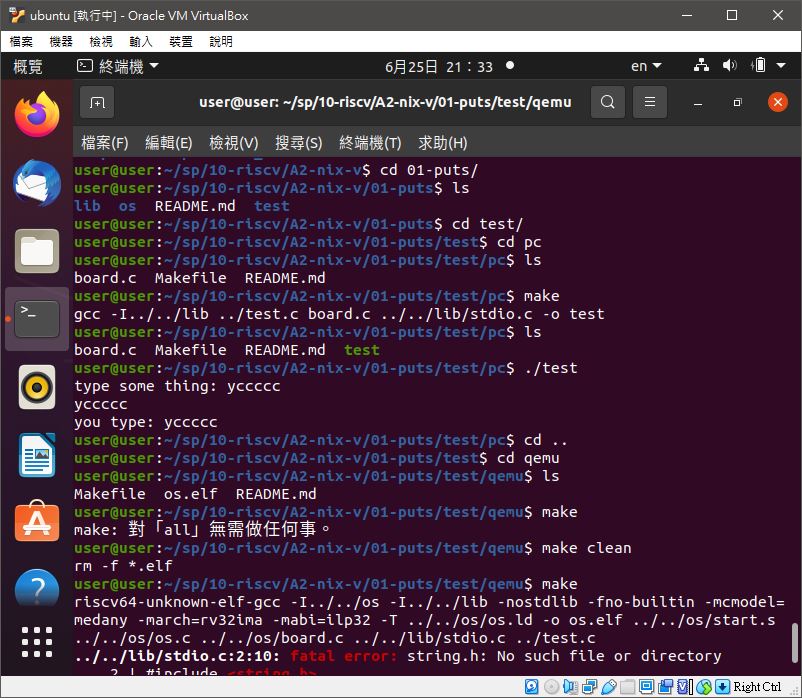 ubuntu [執行中] - Oracle VM VirtualBox
檔案 機器 檢視 輸入 裝置 說明
概覽 終端機 6月25日 21：33 en
user@user: ~/sp/10-riscv/A2-nix-v/01-puts/test/qemu
檔案(F) 編輯(E) 檢視(V) 搜尋(S) 終端機(T) 求助(H)
user@user:~/sp/10-riscv/A2-nix-v$ cd 01-puts/
user@user:~/sp/10-riscv/A2-nix-v/01-puts$ ls
lib os README.md test
user@user:~/sp/10-riscv/A2-nix-v/01-puts$ cd test/
user@user:~/sp/10-riscv/A2-nix-v/01-puts/test$ cd pc
user@user:~/sp/10-riscv/A2-nix-v/01-puts/test/pc$ ls
board.c Makefile README.md
user@user:~/sp/10-riscv/A2-nix-v/01-puts/test/pc$ make
gcc -I../../lib ../test.c board.c ../../lib/stdio.c -o test
user@user:~/sp/10-riscv/A2-nix-v/01-puts/test/pc$ ls
board.c Makefile README.md test
user@user:~/sp/10-riscv/A2-nix-v/01-puts/test/pc$ ./test
type some thing: yccccc
yccccc
you type: yccccc
user@user:~/sp/10-riscv/A2-nix-v/01-puts/test/pc$ cd ..
user@user:~/sp/10-riscv/A2-nix-v/01-puts/test$ cd qemu
user@user:~/sp/10-riscv/A2-nix-v/01-puts/test/qemu$ ls
Makefile os.elf README.md
user@user:~/sp/10-riscv/A2-nix-v/01-puts/test/qemu$ make
make: 對「all」無需做任何事。
user@user:~/sp/10-riscv/A2-nix-v/01-puts/test/qemu$ make clean
rm -f *.elf
user@user:~/sp/10-riscv/A2-nix-v/01-puts/test/qemu$ make
riscv64-unknown-elf-gcc -I../../os -I../../lib -nostdlib -fno-builtin -mcmodel=
medany -march=rv32ima -mabi=ilp32 -T ../../os/os.ld -o os.elf ../../os/start.s
../../os/os.c ../../os/board.c ../../lib/stdio.c ../test.c
../../lib/stdio.c:2:10: fatal error: string.h: No such file or directory
2 | #include <string.h>
Right Ctrl